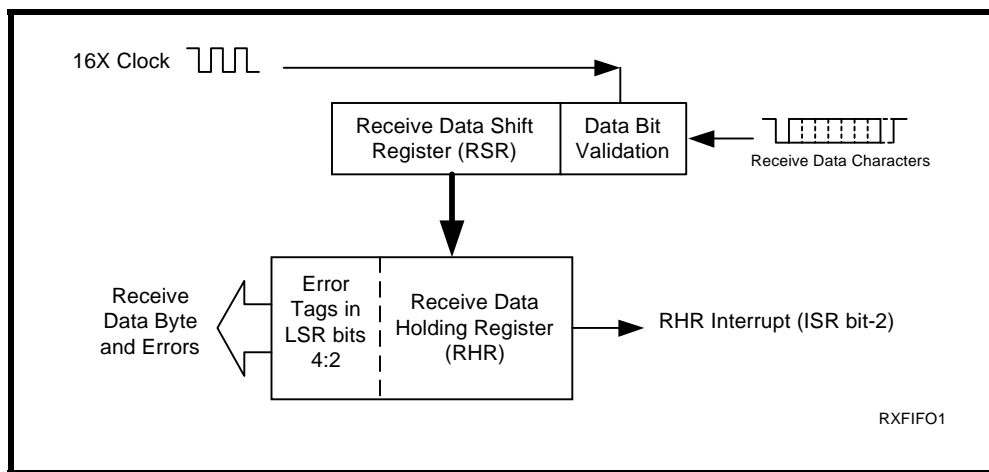 16X Clock
Receive Data Shift
Register (RSR)
Data Bit
Validation
Receive Data Characters
Receive
Data Byte
and Errors
Error
Tags in
LSR bits
4:2
Receive Data
Holding Register
(RHR)
RHR Interrupt (ISR bit-2)
RXFIFO1